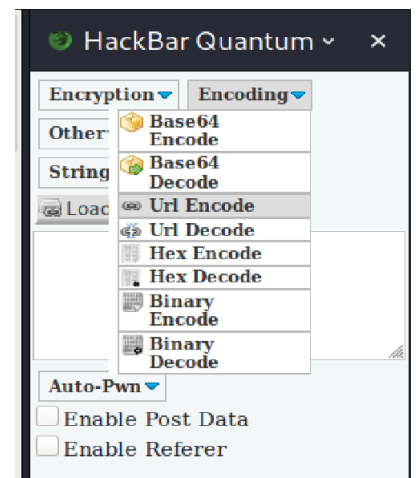 HackBar Quantum
Encryption Encoding
Other
Base64
Encode
String
Base64
Decode
Load
Url Encode
Url Decode
Hex Encode
Hex Decode
Binary
Encode
Binary
Decode
Auto-Pwn
Enable Post Data
Enable Referer